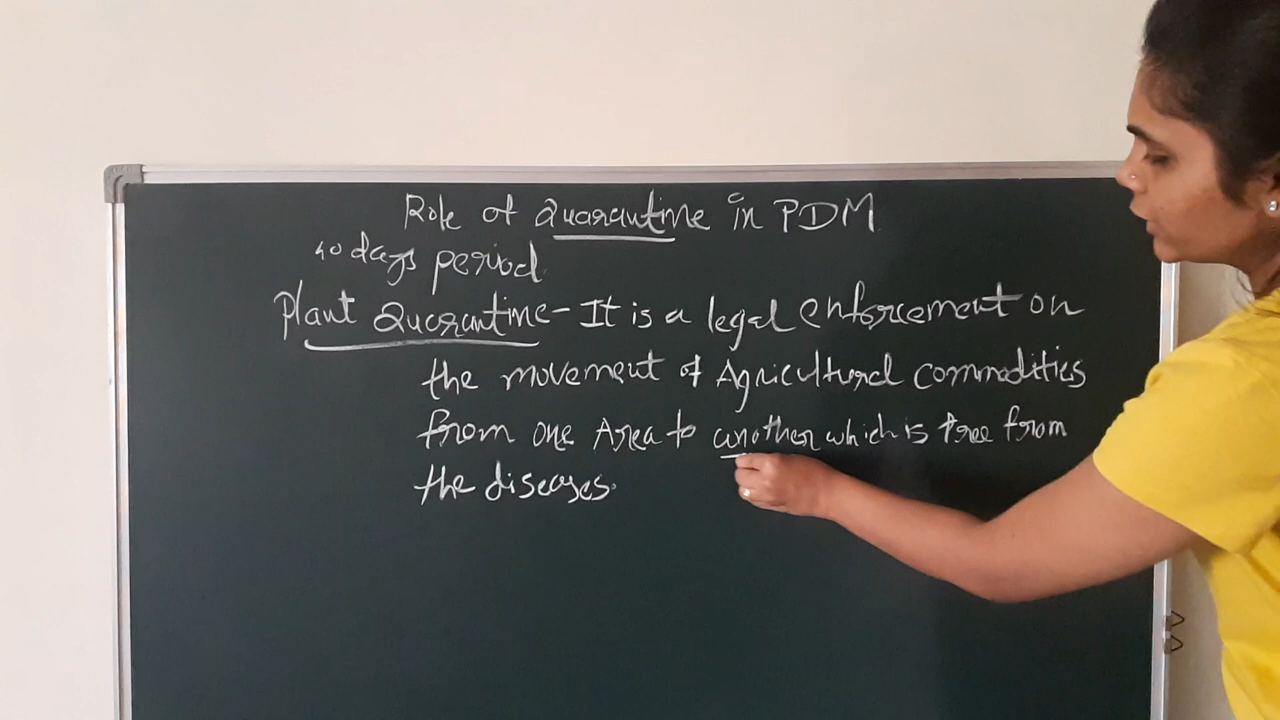 Role of Quarantine in PDM
40 days period
Plant Quarantine - It is a legal enforcement on
the movement of Agricultural commodities
from one Area to another which is free from
the diseases.